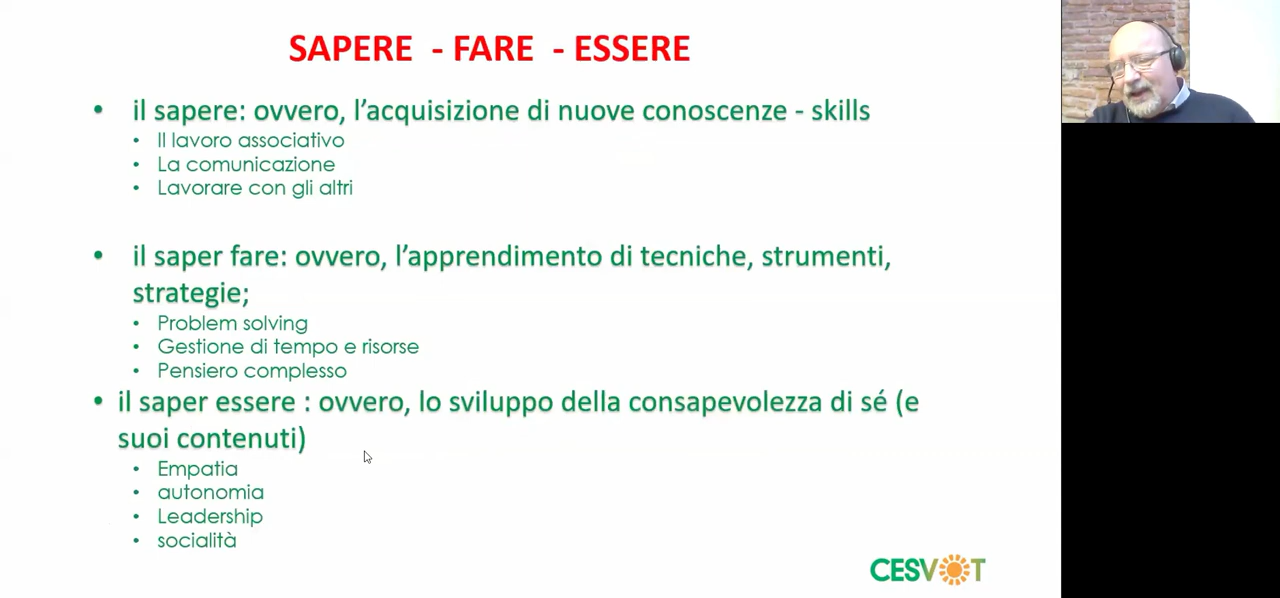 SAPERE - FARE - ESSERE
• il sapere: ovvero, l’acquisizione di nuove conoscenze - skills
• Il lavoro associativo
• La comunicazione
• Lavorare con gli altri
• il saper fare: ovvero, l’apprendimento di tecniche, strumenti,
strategie;
• Problem solving
• Gestione di tempo e risorse
• Pensiero complesso
• il saper essere : ovvero, lo sviluppo della consapevolezza di sé (e
suoi contenuti)
• Empatia
• autonomia
• Leadership
• socialità
CESVOT